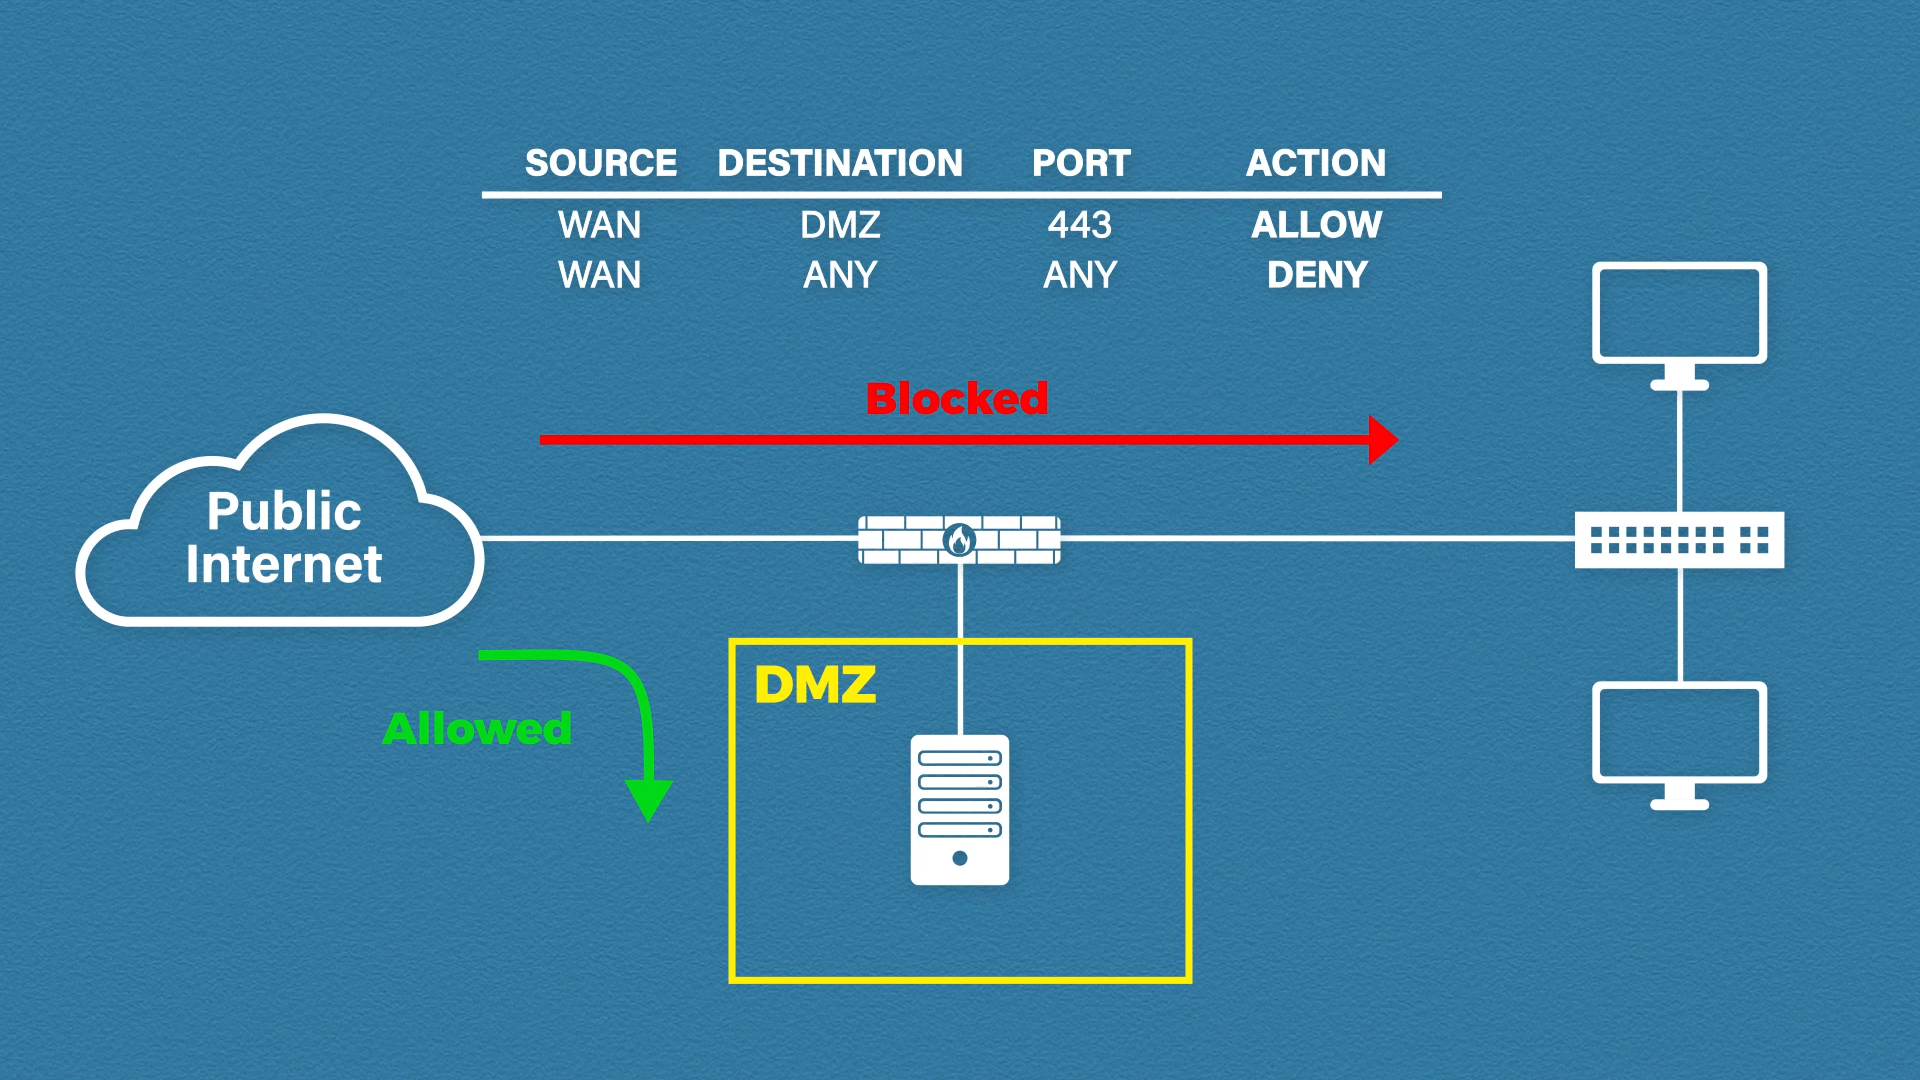 SOURCE DESTINATION PORT ACTION
WAN DMZ 443 ALLOW
WAN ANY ANY DENY
Blocked
Public
Internet
DMZ
Allowed